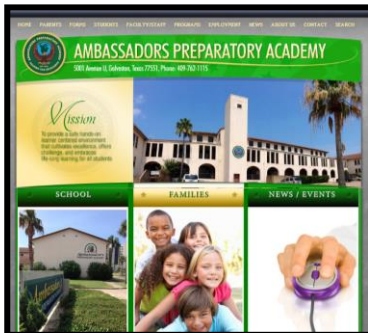 HOME PARENTS FORMS STUDENTS FACULTY/STAFF PROGRAMS EMPLOYMENT NEWS ABOUT US CONTACT SEARCH
AMBASSADORS PREPARATORY ACADEMY
5001 Avenue U, Galveston, Texas 77551, Phone: 409-762-1115
Mission
To provide a safe hands-on
learner centered environment
that cultivates excellence, offers
challenge, and embraces
life-long learning for all students
SCHOOL
FAMILIES
NEWS / EVENTS
Ambassadors